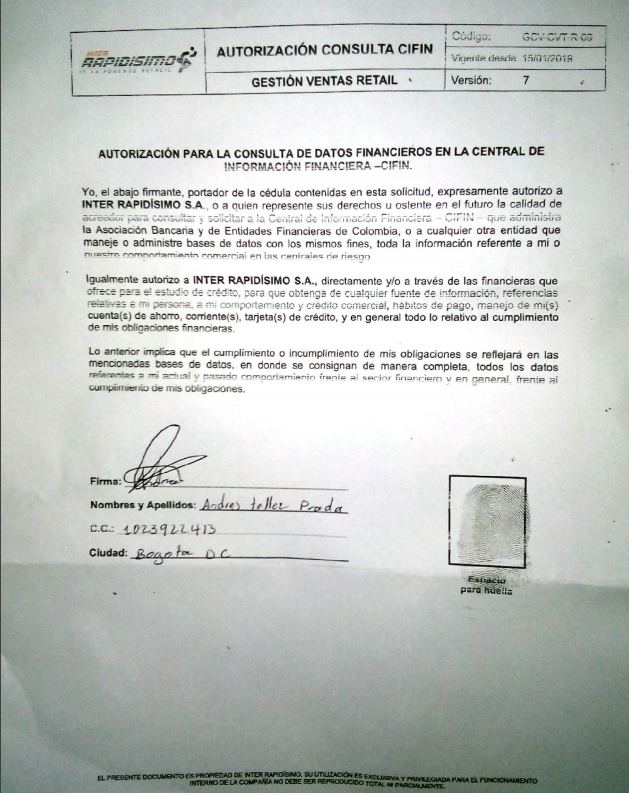 INTER
RAPIDÍSIMO
AUTORIZACIÓN CONSULTA CIFIN
GESTIÓN VENTAS RETAIL
Código: GCV-GVT-R-09
Vigente desde 15/01/2019
Versión: 7
AUTORIZACIÓN PARA LA CONSULTA DE DATOS FINANCIEROS EN LA CENTRAL DE
INFORMACIÓN FINANCIERA –CIFIN.
Yo, el abajo firmante, portador de la cédula contenidas en esta solicitud, expresamente autorizo a
INTER RAPIDÍSIMO S.A., o a quien represente sus derechos u ostente en el futuro la calidad de
acreedor para consultar y solicitar a la Central de Información Financiera – CIFIN – que administra
la Asociación Bancaria y de Entidades Financieras de Colombia, o a cualquier otra entidad que
maneje o administre bases de datos con los mismos fines, toda la información referente a mi o
nuestro comportamiento comercial en las centrales de riesgo
Igualmente autorizo a INTER RAPIDÍSIMO S.A., directamente y/o a través de las financieras que
ofrece para el estudio de crédito, para que obtenga de cualquier fuente de información, referencias
relativas a mi persona, a mi comportamiento y crédito comercial, hábitos de pago, manejo de mi(s)
cuenta(s) de ahorro, corriente(s), tarjeta(s) de crédito, y en general todo lo relativo al cumplimiento
de mis obligaciones financieras.
Lo anterior implica que el cumplimiento o incumplimiento de mis obligaciones se reflejará en las
mencionadas bases de datos, en donde se consignan de manera completa, todos los datos
referentes a mi actual y pasado comportamiento frente al sector financiero y en general, frente al
cumplimiento de mis obligaciones.
Firma:
Nombres y Apellidos: Andres Tellez Prada
C.C.: 1023922413
Ciudad: Bogota DC
Espacio
para huella
EL PRESENTE DOCUMENTO ES PROPIEDAD DE INTER RAPIDÍSIMO, SU UTILIZACIÓN ES EXCLUSIVA Y PRIVILEGIADA PARA EL FUNCIONAMIENTO
INTERNO DE LA COMPAÑÍA NO DEBE SER REPRODUCIDO TOTAL NI PARCIALMENTE.